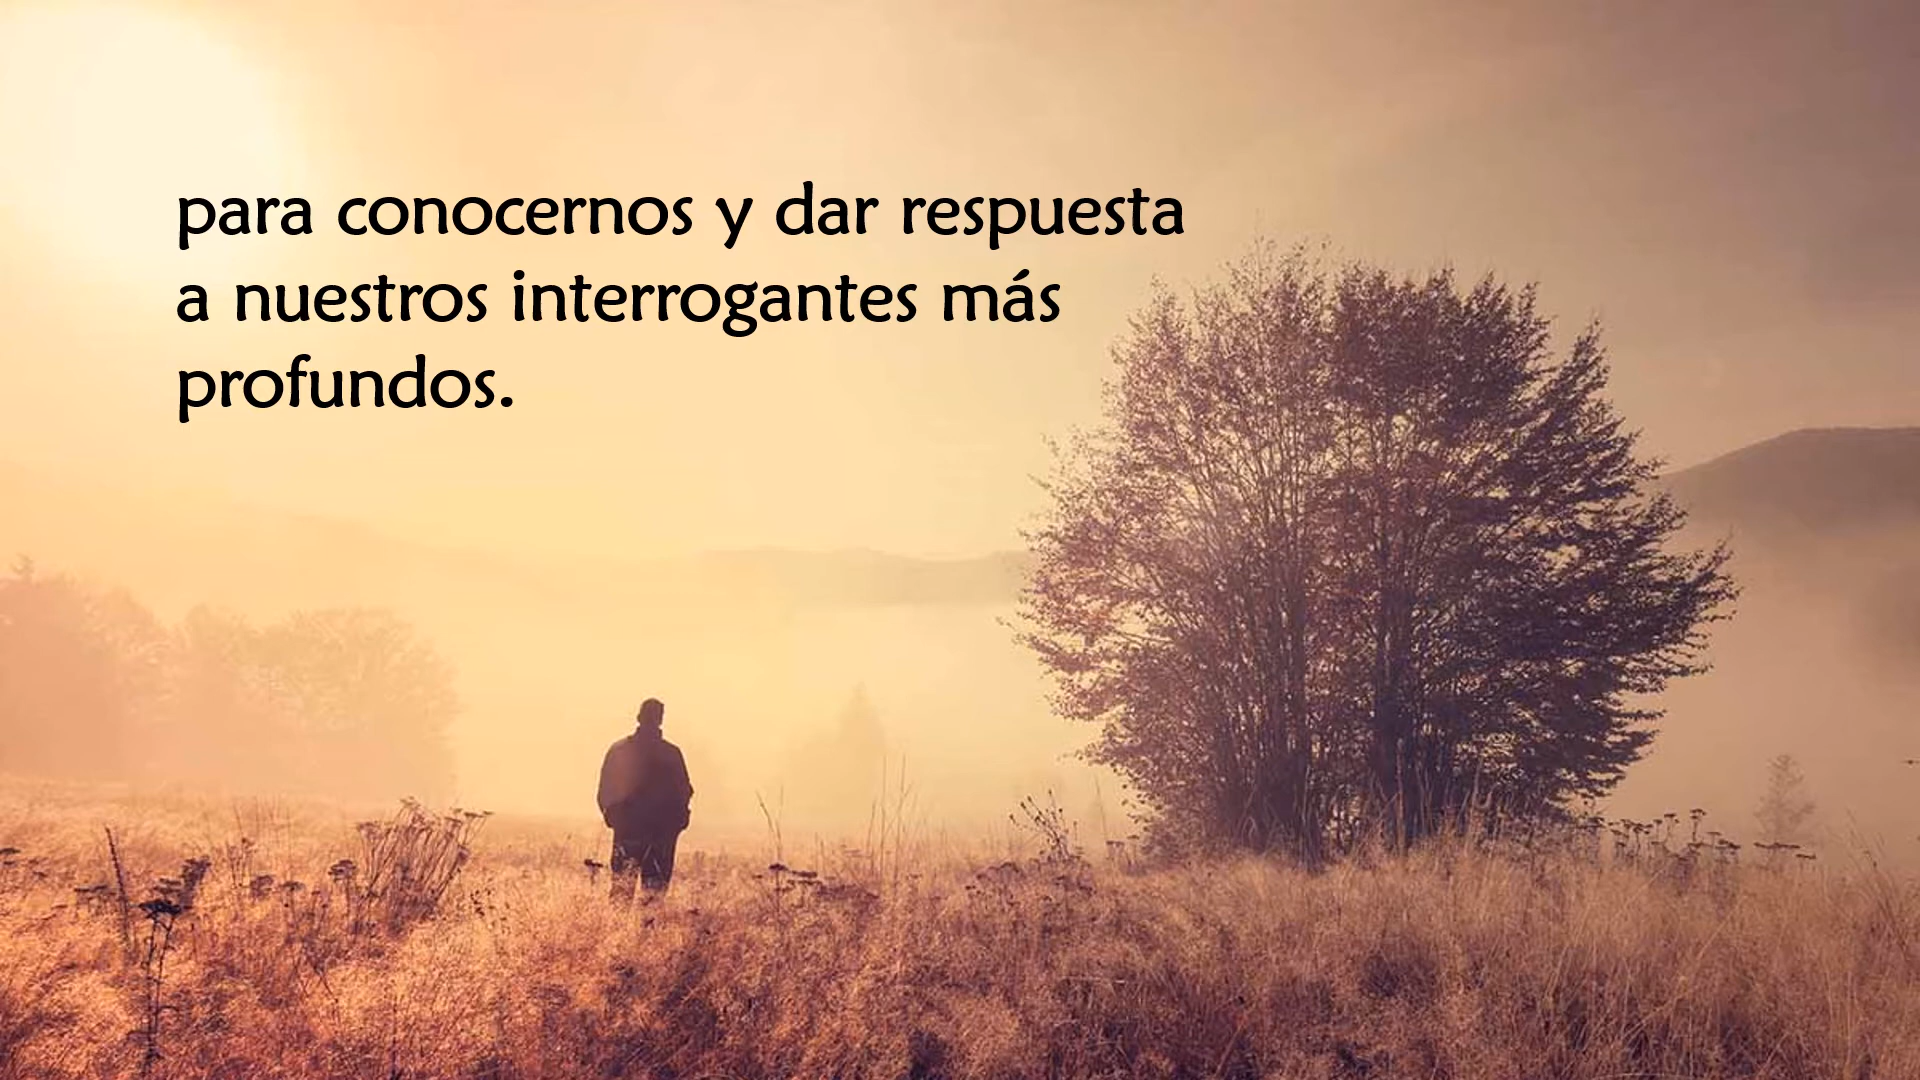 para conocernos y dar respuesta
a nuestros interrogantes más
profundos.